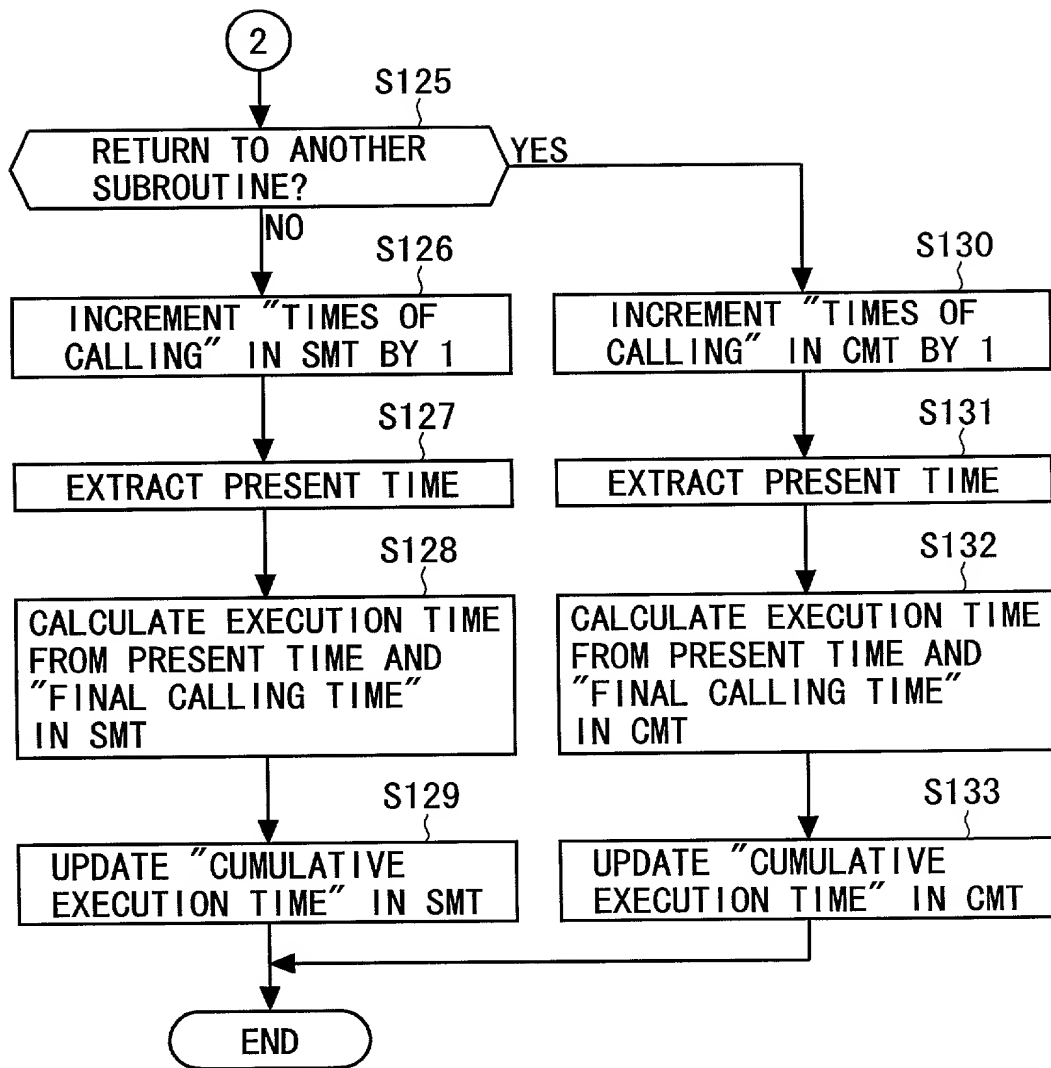 2
S125
RETURN TO ANOTHER
SUBROUTINE?
YES
NO
S126
INCREMENT "TIMES OF
CALLING" IN SMT BY 1
S127
EXTRACT PRESENT TIME
S128
CALCULATE EXECUTION TIME
FROM PRESENT TIME AND
"FINAL CALLING TIME"
IN SMT
S129
UPDATE "CUMULATIVE
EXECUTION TIME" IN SMT
S130
INCREMENT "TIMES OF
CALLING" IN CMT BY 1
S131
EXTRACT PRESENT TIME
S132
CALCULATE EXECUTION TIME
FROM PRESENT TIME AND
"FINAL CALLING TIME"
IN CMT
S133
UPDATE "CUMULATIVE
EXECUTION TIME" IN CMT
END